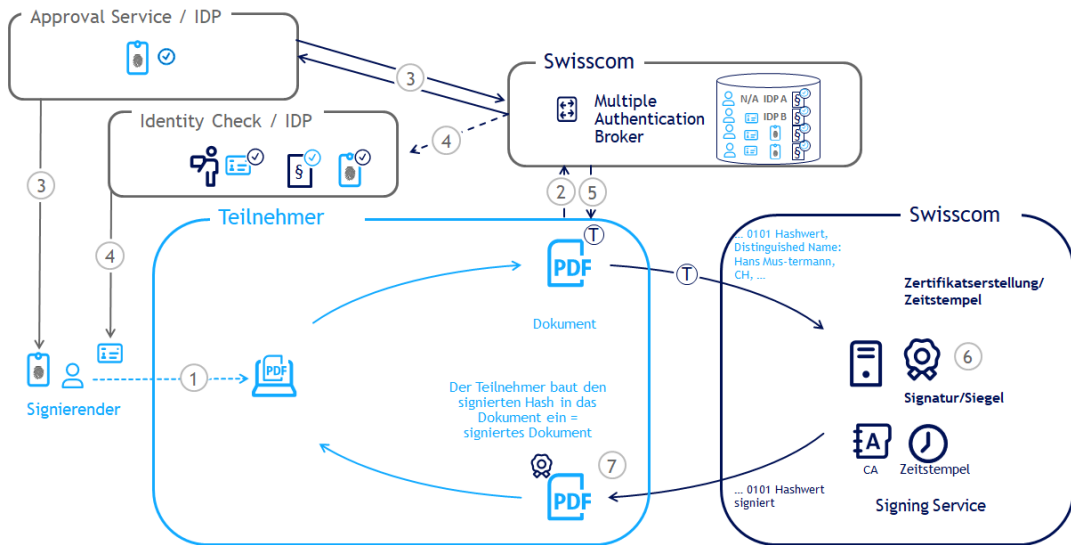 Approval Service / IDP
3
Swisscom
Multiple
Authentication
Broker
N/A IDP A
§
IDP B
§
§
§
Identity Check / IDP
§
4
3
4
2
5
Teilnehmer
T
PDF
Dokument
T
Swisscom
... 0101 Hashwert,
Distinguished Name:
Hans Mus-termann,
CH, ...
Zertifikatserstellung/
Zeitstempel
6
Signatur/Siegel
A
CA
Zeitstempel
Signing Service
1
PDF
Signierender
Der Teilnehmer baut den
signierten Hash in das
Dokument ein =
signiertes Dokument
7
PDF
... 0101 Hashwert
signiert